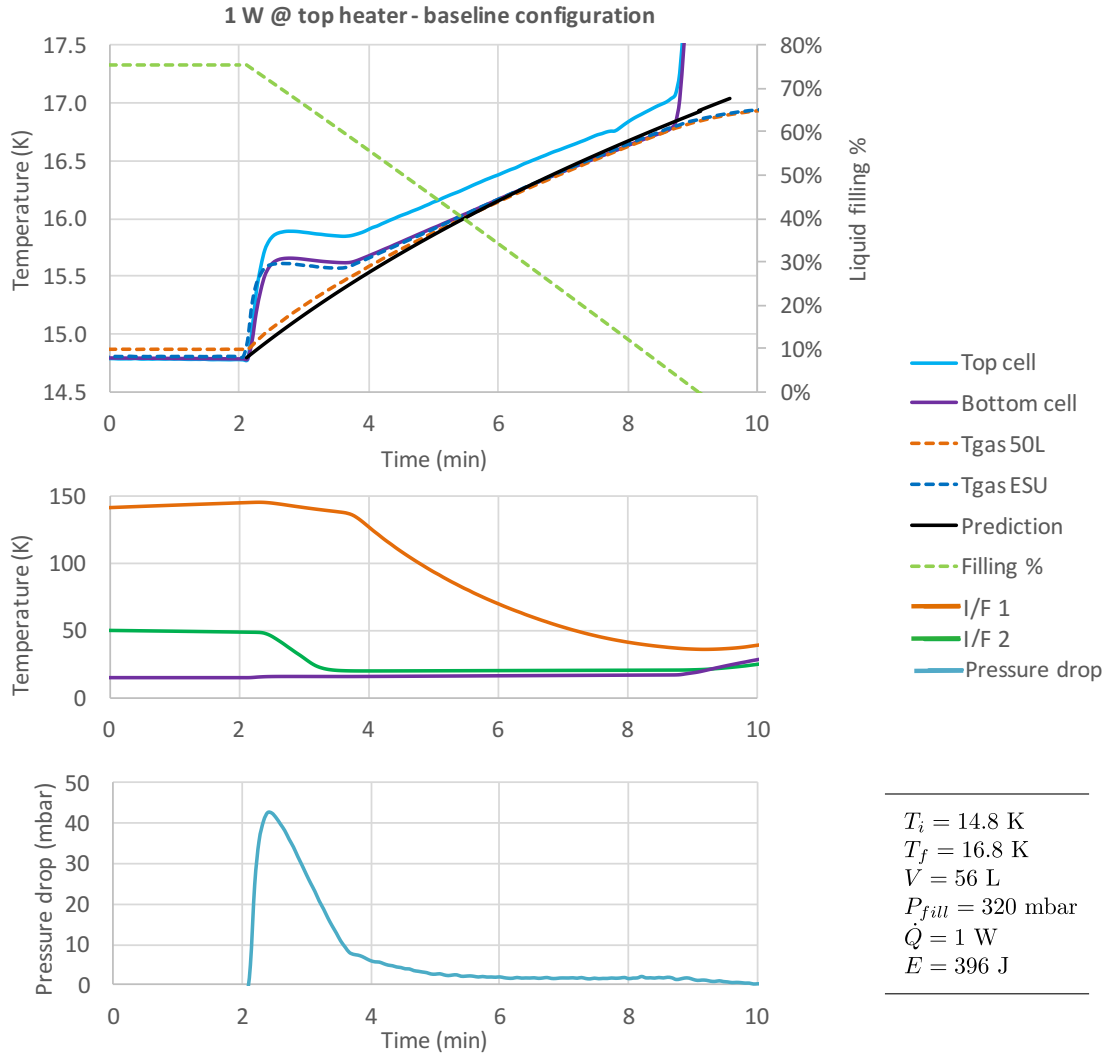 1 W @ top heater - baseline configuration
17.5
17.0
16.5
16.0
15.5
15.0
14.5
Temperature (K)
80%
70%
60%
50%
40%
30%
20%
10%
0%
Liquid filling %
0 2 4 6 8 10
Time (min)
Top cell
Bottom cell
Tgas 50L
Tgas ESU
Prediction
Filling %
I/F 1
I/F 2
Pressure drop
150
100
50
0
Temperature (K)
0 2 4 6 8 10
50
40
30
20
10
0
Pressure drop (mbar)
0 2 4 6 8 10
Time (min)
T_i = 14.8 K
T_f = 16.8 K
V = 56 L
P_{fill} = 320 mbar
Q̇ = 1 W
E = 396 J